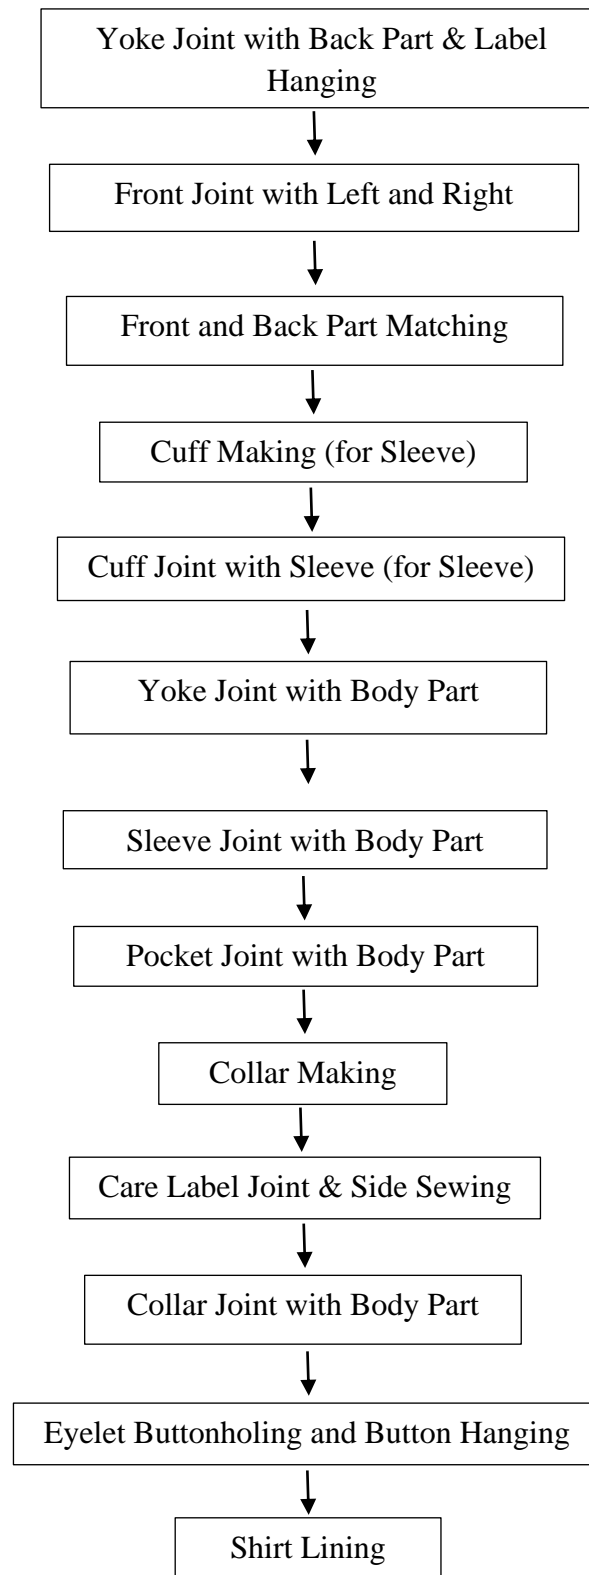 Yoke Joint with Back Part & Label
Hanging
Front Joint with Left and Right
Front and Back Part Matching
Cuff Making (for Sleeve)
Cuff Joint with Sleeve (for Sleeve)
Yoke Joint with Body Part
Sleeve Joint with Body Part
Pocket Joint with Body Part
Collar Making
Care Label Joint & Side Sewing
Collar Joint with Body Part
Eyelet Buttonholing and Button Hanging
Shirt Lining